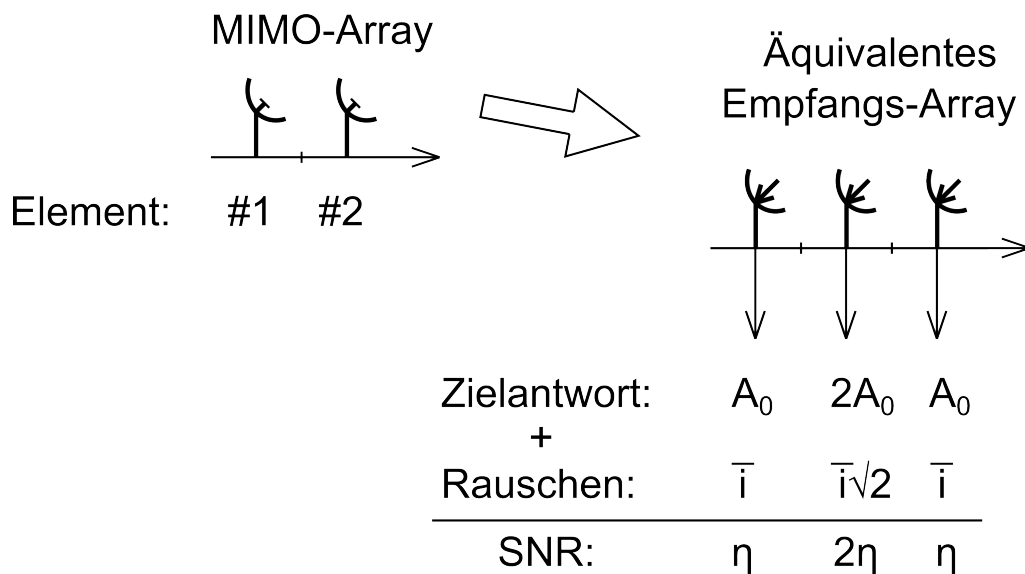 MIMO-Array
Element: #1 #2
Äquivalentes
Empfangs-Array
Zielantwort: A₀ 2A₀ A₀
+
Rauschen: i̅ i̅√2 i̅
SNR: η 2η η